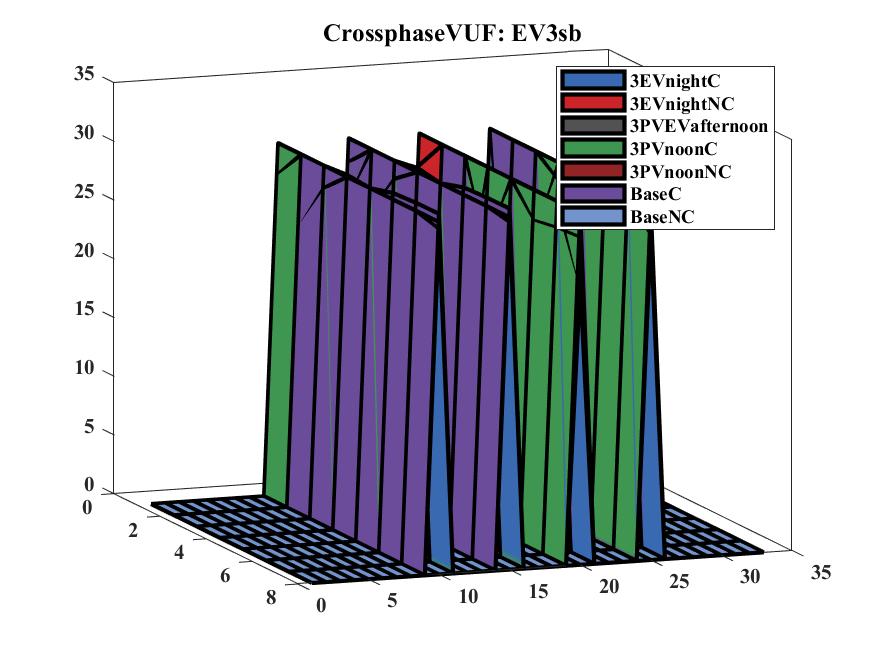 CrossphaseVUF: EV3sb
35
30
25
20
15
10
5
0
3EVnightC
3EVnightNC
3PVEVafternoon
3PVnoonC
3PVnoonNC
BaseC
BaseNC
0
2
4
6
8
0
5
10
15
20
25
30
35